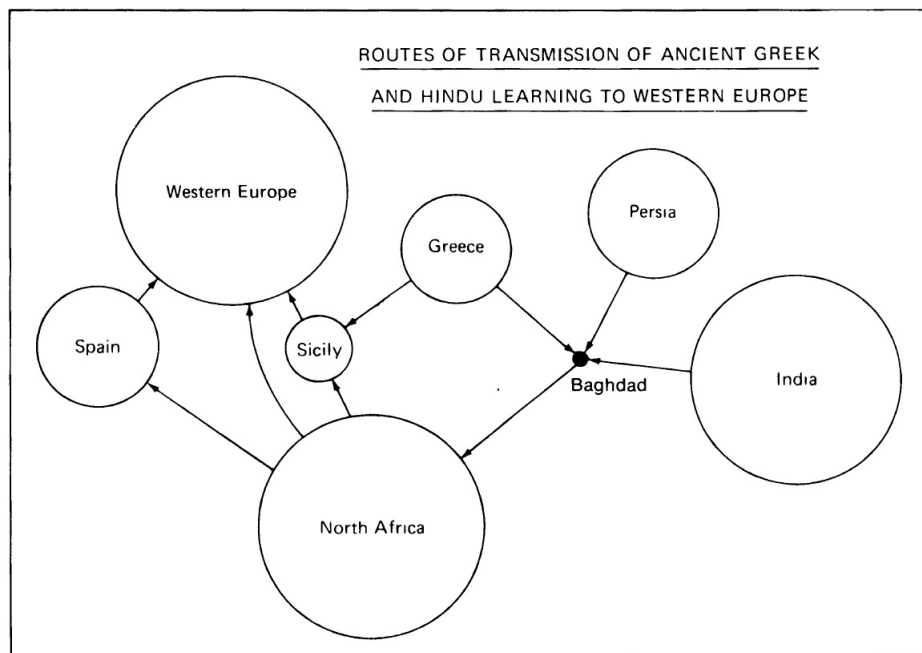 ROUTES OF TRANSMISSION OF ANCIENT GREEK
AND HINDU LEARNING TO WESTERN EUROPE
Western Europe
Persia
Greece
Spain
Sicily
Baghdad
India
North Africa